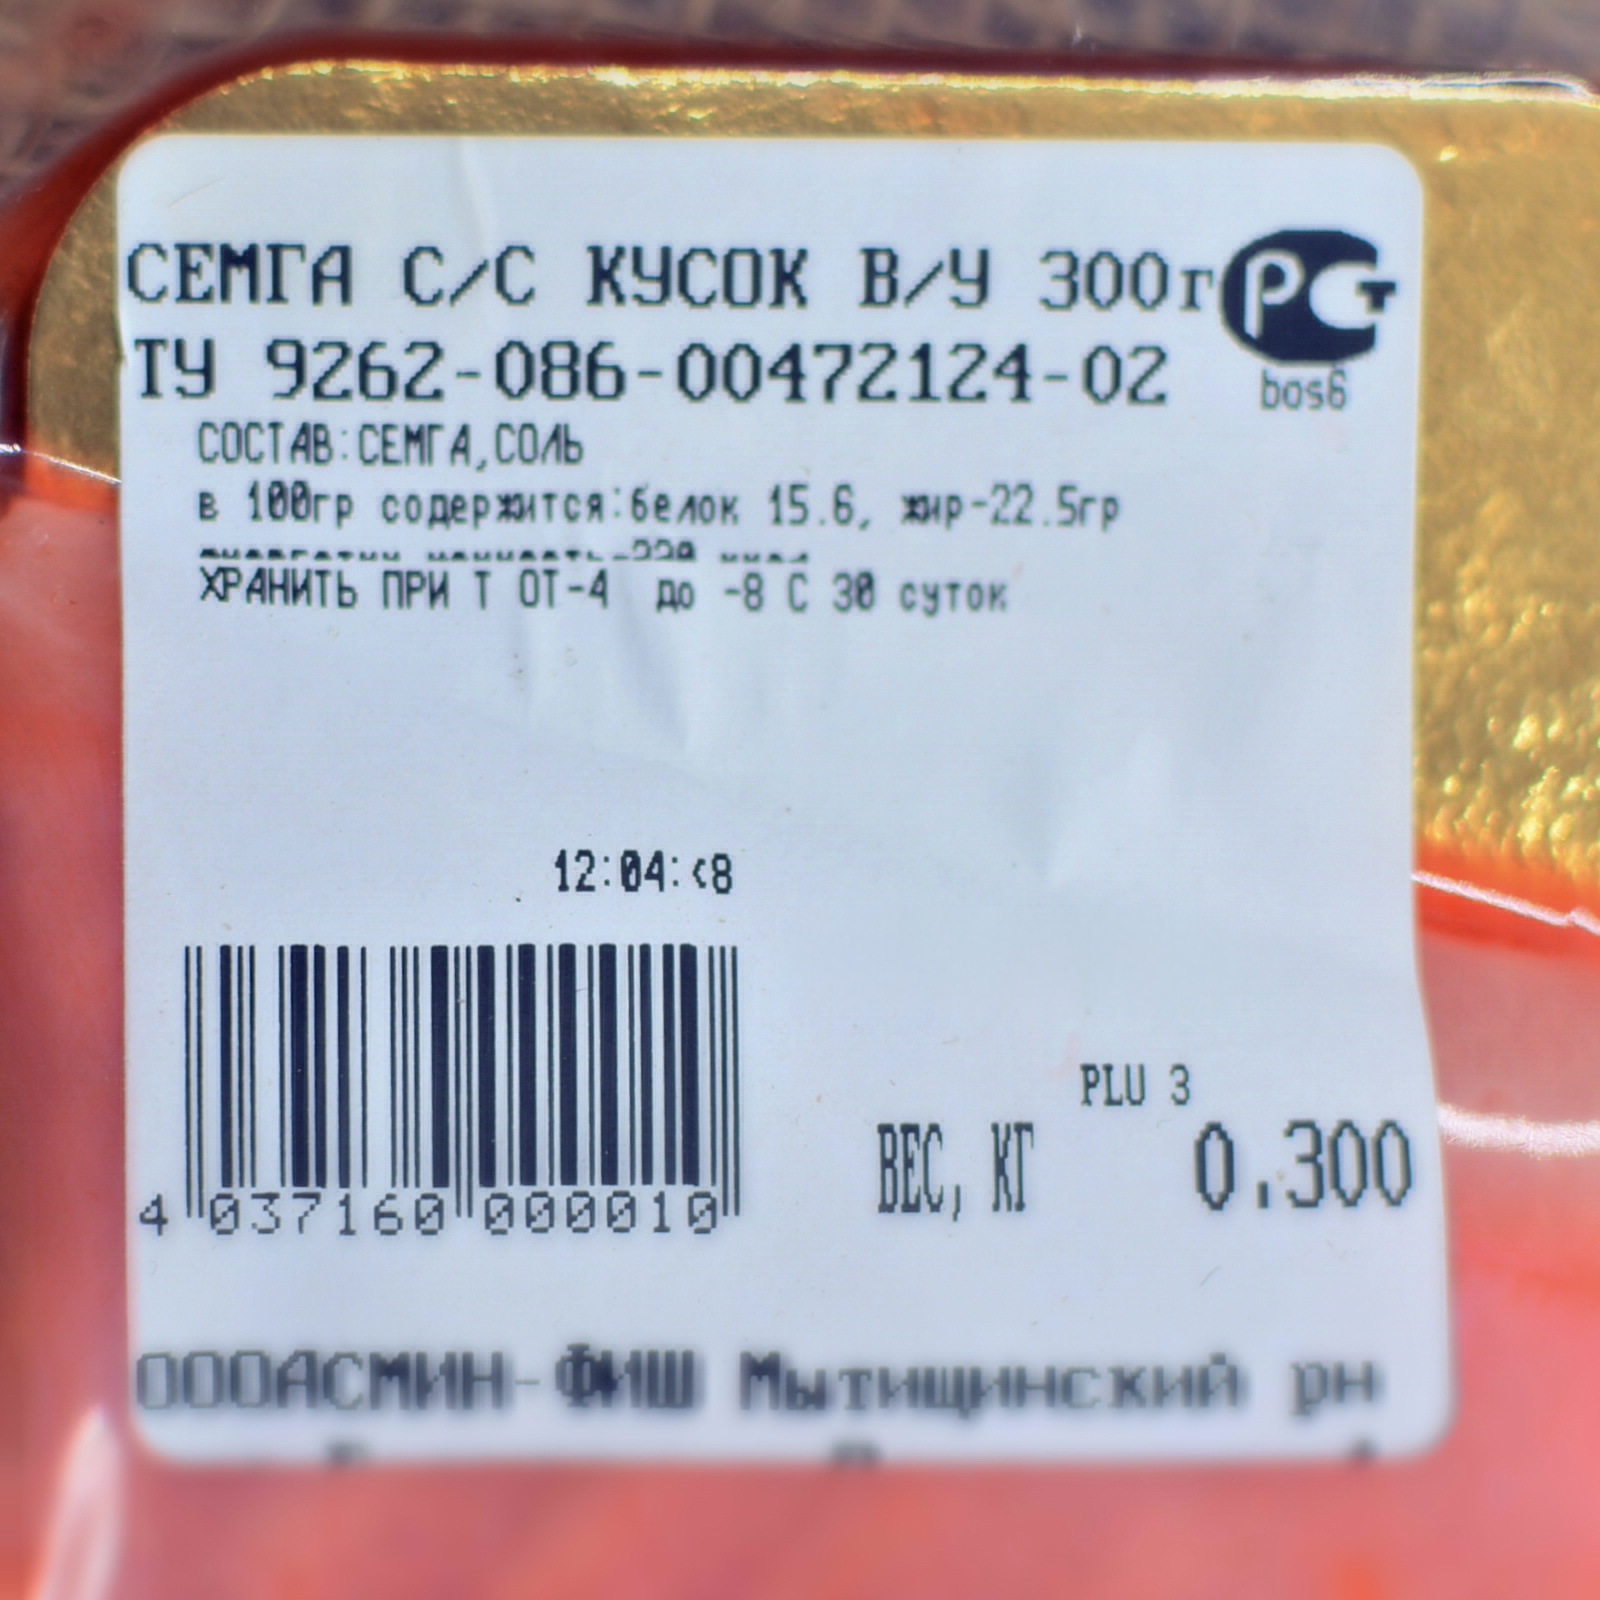 СЕМГА С/С КУСОК В/У 300г
РСТ
ТУ 9262-086-00472124-02
bos6
СОСТАВ:СЕМГА,СОЛЬ
в 100гр содержится:белок 15.6, жир-22.5гр
ХРАНИТЬ ПРИ Т ОТ-4 до -8 С 30 суток
12:04:<8
PLU 3
ВЕС, КГ 0.300
4 037160 000010
ОООАСМИН-ФИШ Мытищинский рн